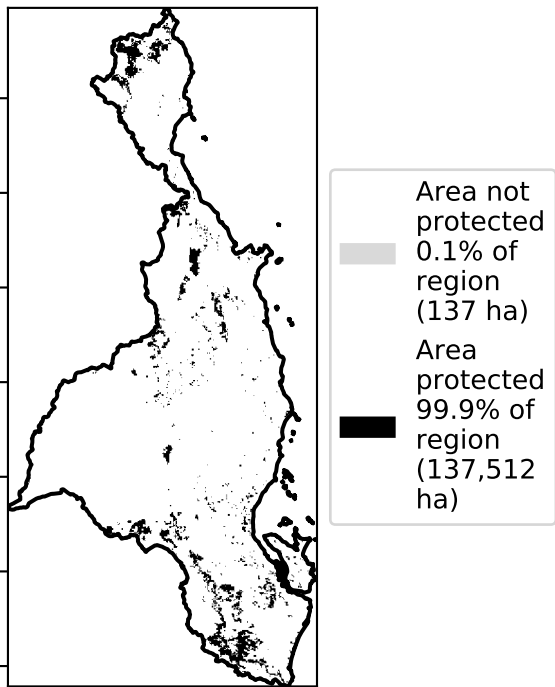 Area not
protected
0.1% of
region
(137 ha)
Area
protected
99.9% of
region
(137,512
ha)